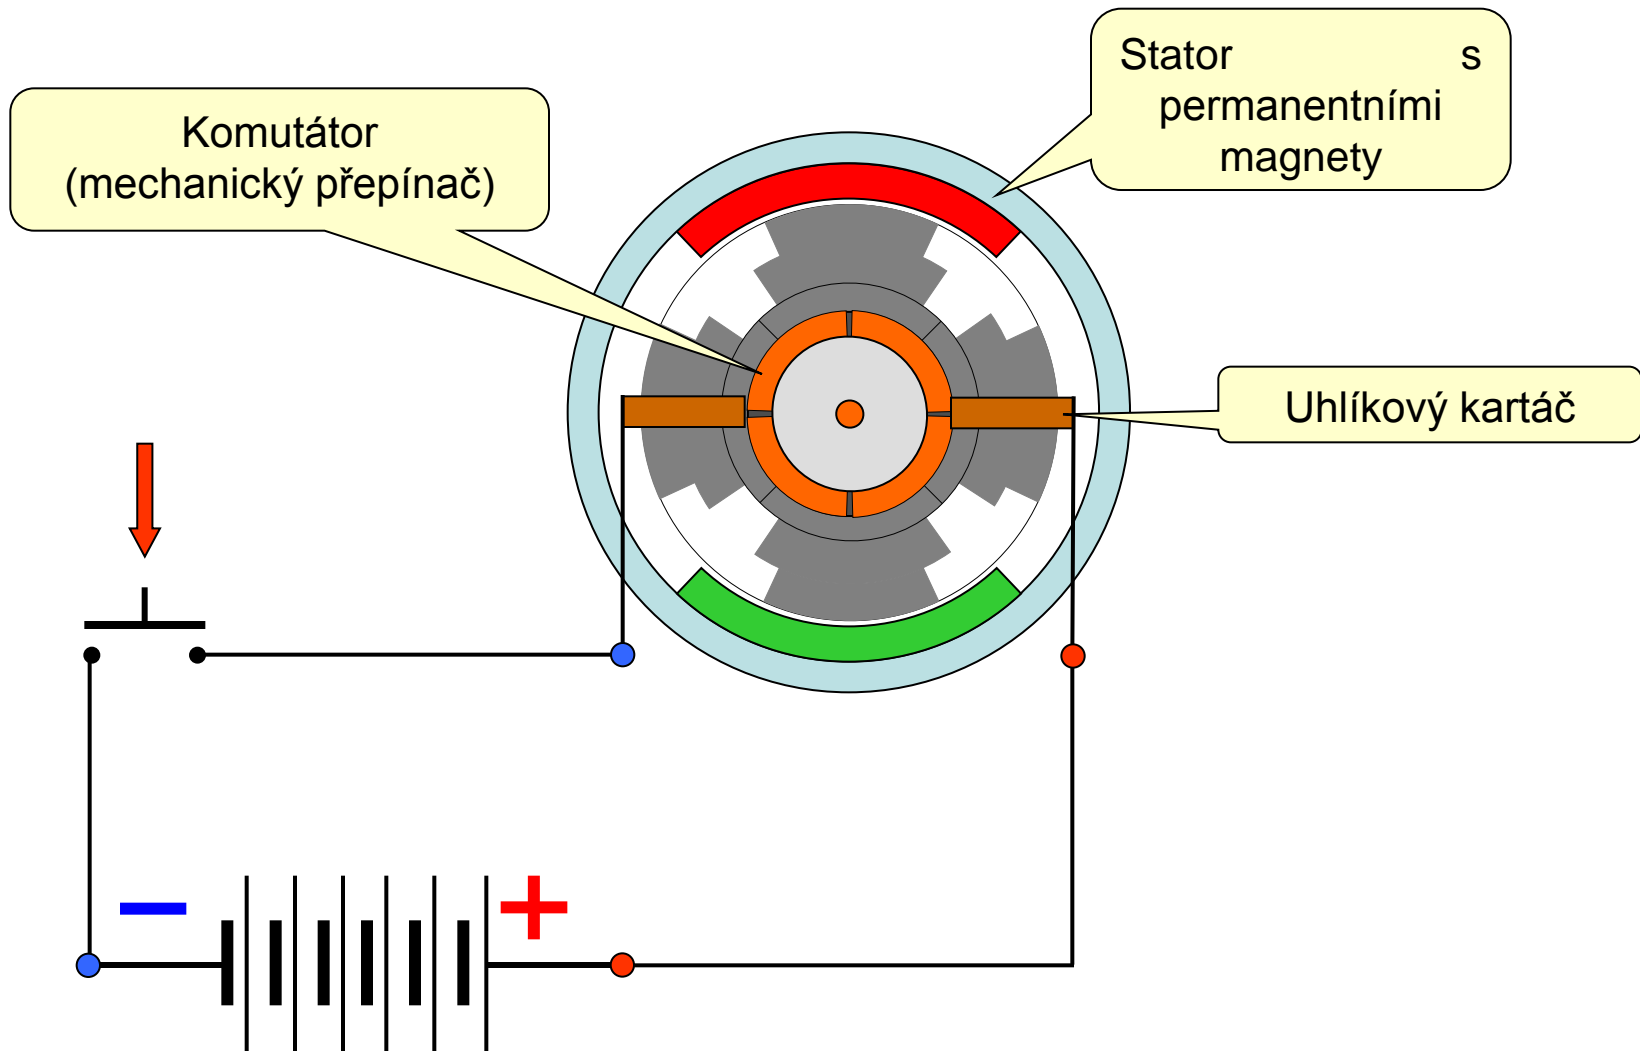 Stator s
permanentními
magnety
Komutátor
(mechanický přepínač)
Uhlíkový kartáč
– +